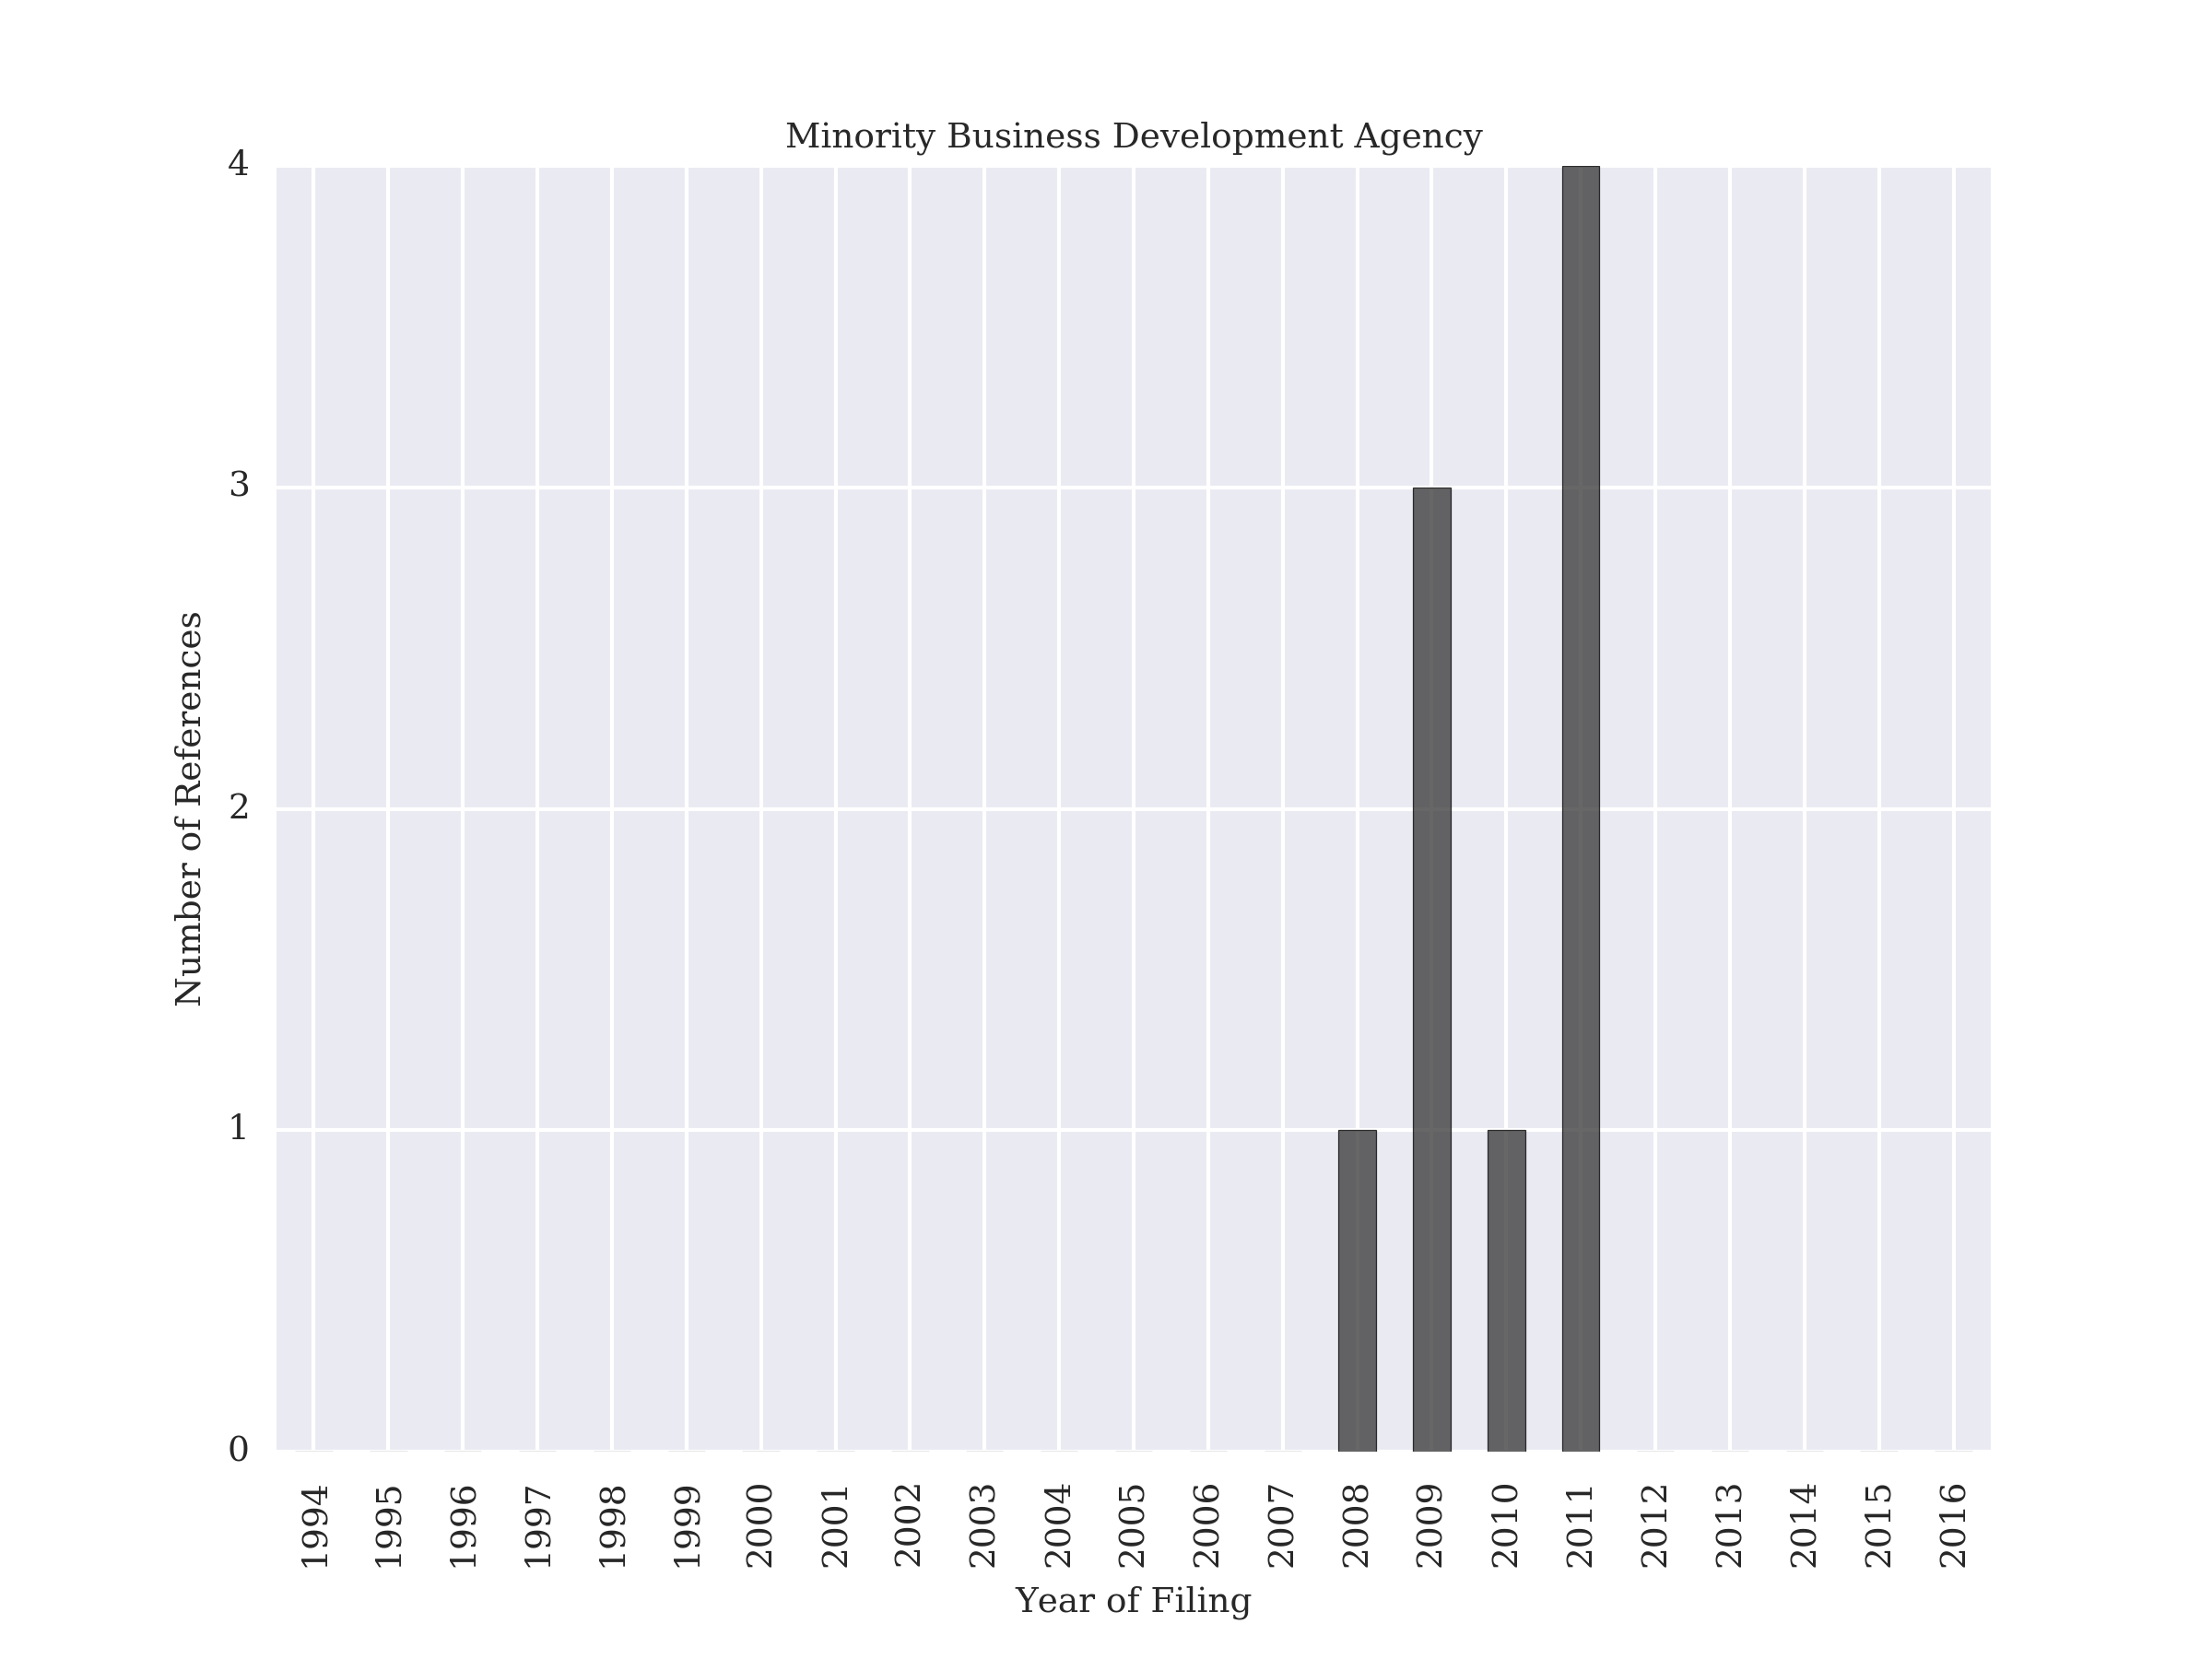 Minority Business Development Agency
4
3
2
1
0
Number of References
1994 1995 1996 1997 1998 1999 2000 2001 2002 2003 2004 2005 2006 2007 2008 2009 2010 2011 2012 2013 2014 2015 2016
Year of Filing